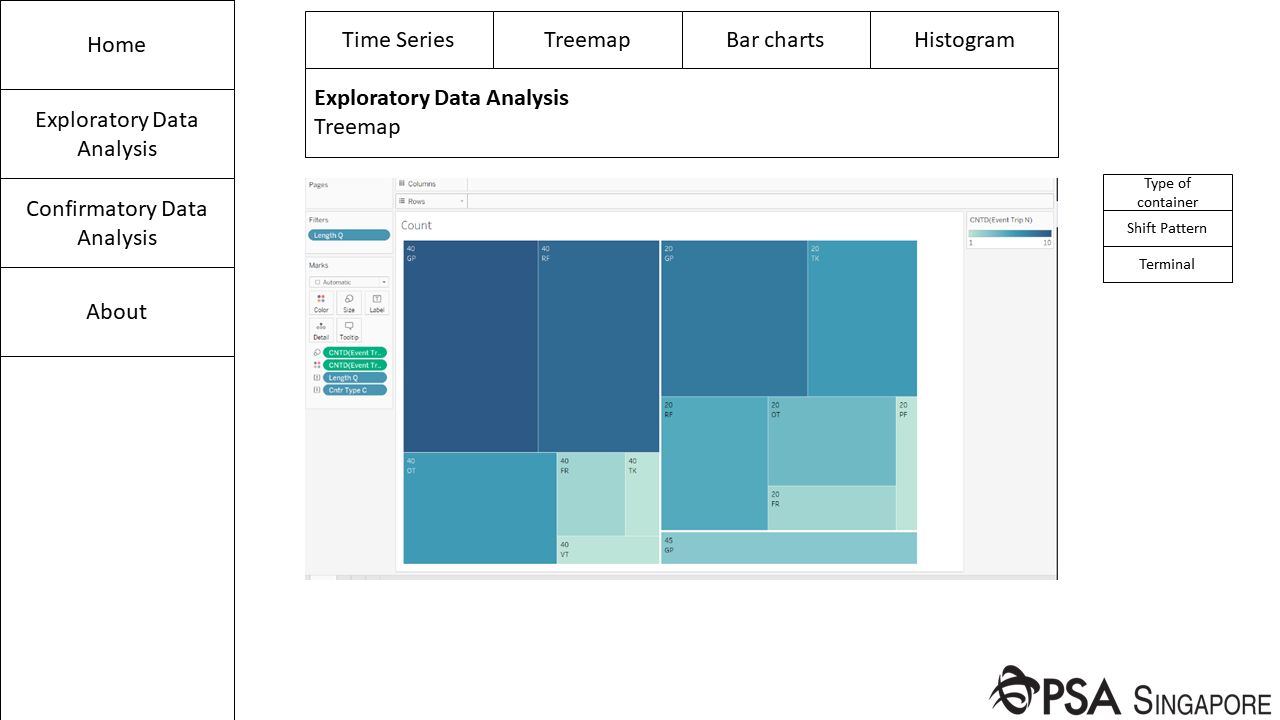 Home
Exploratory Data
Analysis
Confirmatory Data
Analysis
About
Time Series
Treemap
Bar charts
Histogram
Exploratory Data Analysis
Treemap
Pages
Columns
Rows
Filters
Length Q
Marks
Automatic
Color
Size
Label
Detail
Tooltip
CNTD(Event Tr..
CNTD(Event Tr..
Length Q
Cntr Type C
Count
40
GP
40
RF
20
GP
20
TK
40
OT
40
FR
40
TK
40
VT
20
RF
20
OT
20
PF
20
FR
45
GP
CNTD(Event Trip N)
1
10
Type of
container
Shift Pattern
Terminal
PSA SINGAPORE